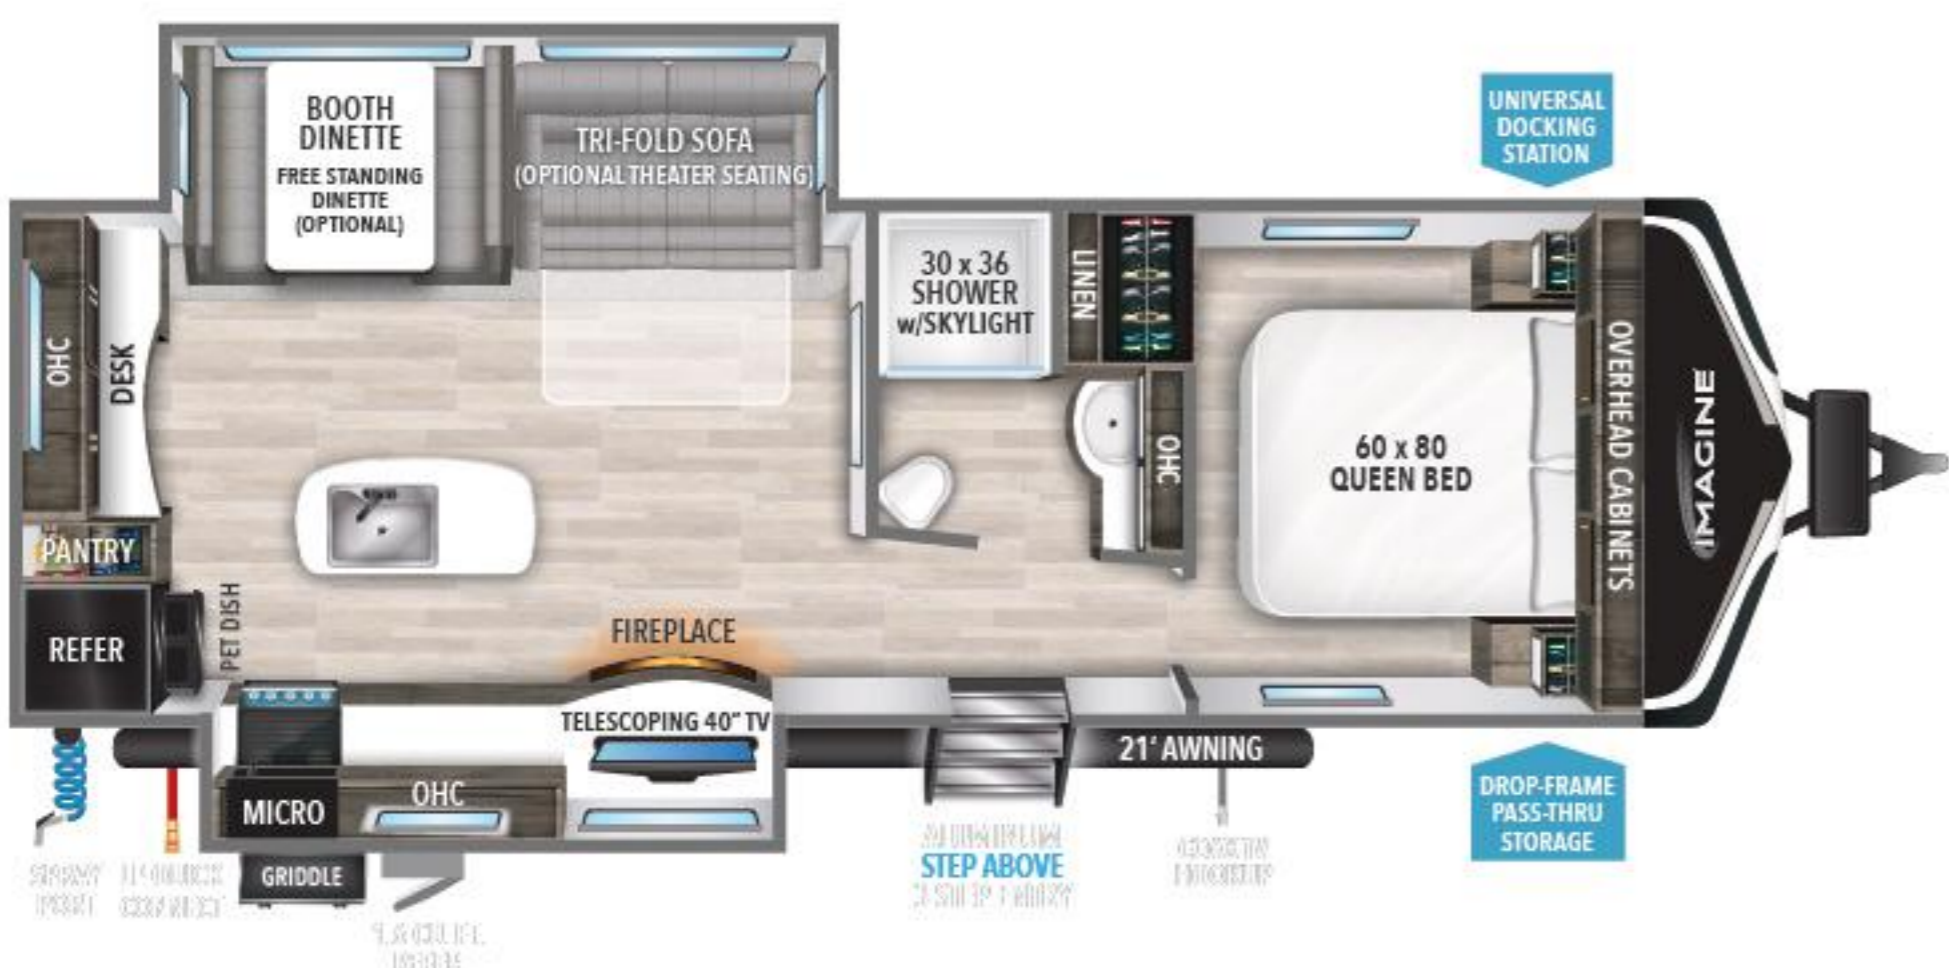 BOOTH
DINETTE
FREE STANDING
DINETTE
(OPTIONAL)
TRI-FOLD SOFA
(OPTIONAL THEATER SEATING)
UNIVERSAL
DOCKING
STATION
OHC
DESK
30 x 36
SHOWER
w/SKYLIGHT
LINEN
OHC
60 x 80
QUEEN BED
OVERHEAD CABINETS
IMAGINE
PANTRY
REFER
PET DISH
FIREPLACE
TELESCOPING 40" TV
MICRO
OHC
21' AWNING
DROP-FRAME
PASS-THRU
STORAGE
GRIDDLE
STEP ABOVE
SPRAY
PORT